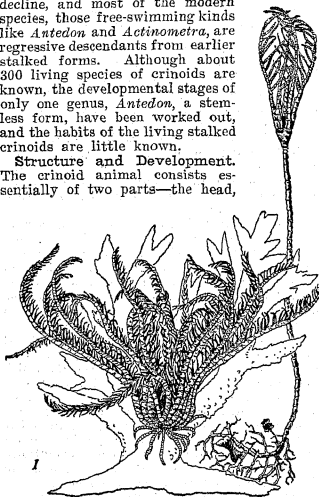 decline, and most of the modern
species, those free-swimming kinds
like Antedon and Actinometra, are
regressive descendants from earlier
stalked forms. Although about
300 living species of crinoids are
known, the developmental stages of
only one genus, Antedon, a stem-
less form, have been worked out,
and the habits of the living stalked
crinoids are little known.
Structure and Development.
The crinoid animal consists es-
sentially of two parts—the head,
1